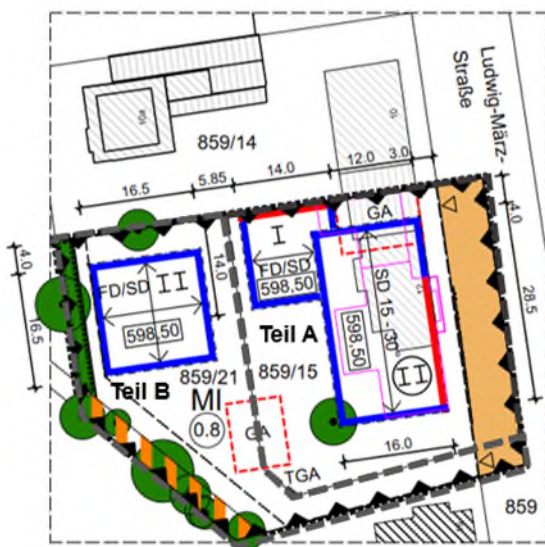 Ludwig-März-
Straße
859/14
16.5
5.85
14.0
12.0
3.0
4.0
GA
4.0
I
FD/SD
598.50
14.0
II
FD/SD
598.50
SD 15 - 30°
598.50
28.5
16.5
Teil A
Teil B
859/21
859/15
II
MI
0.8
GA
16.0
TGA
859